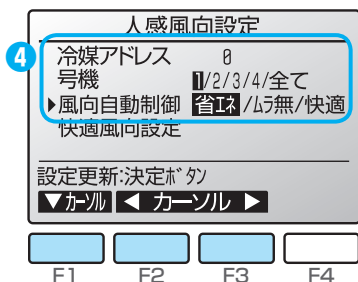 人感風向設定
4
冷媒アドレス 0
号機 1/2/3/4/全て
▶風向自動制御 省エネ/ムラ無/快適
快適風向設定
設定更新:決定ボタン
▼カーソル ◀ カーソル ▶
F1 F2 F3 F4